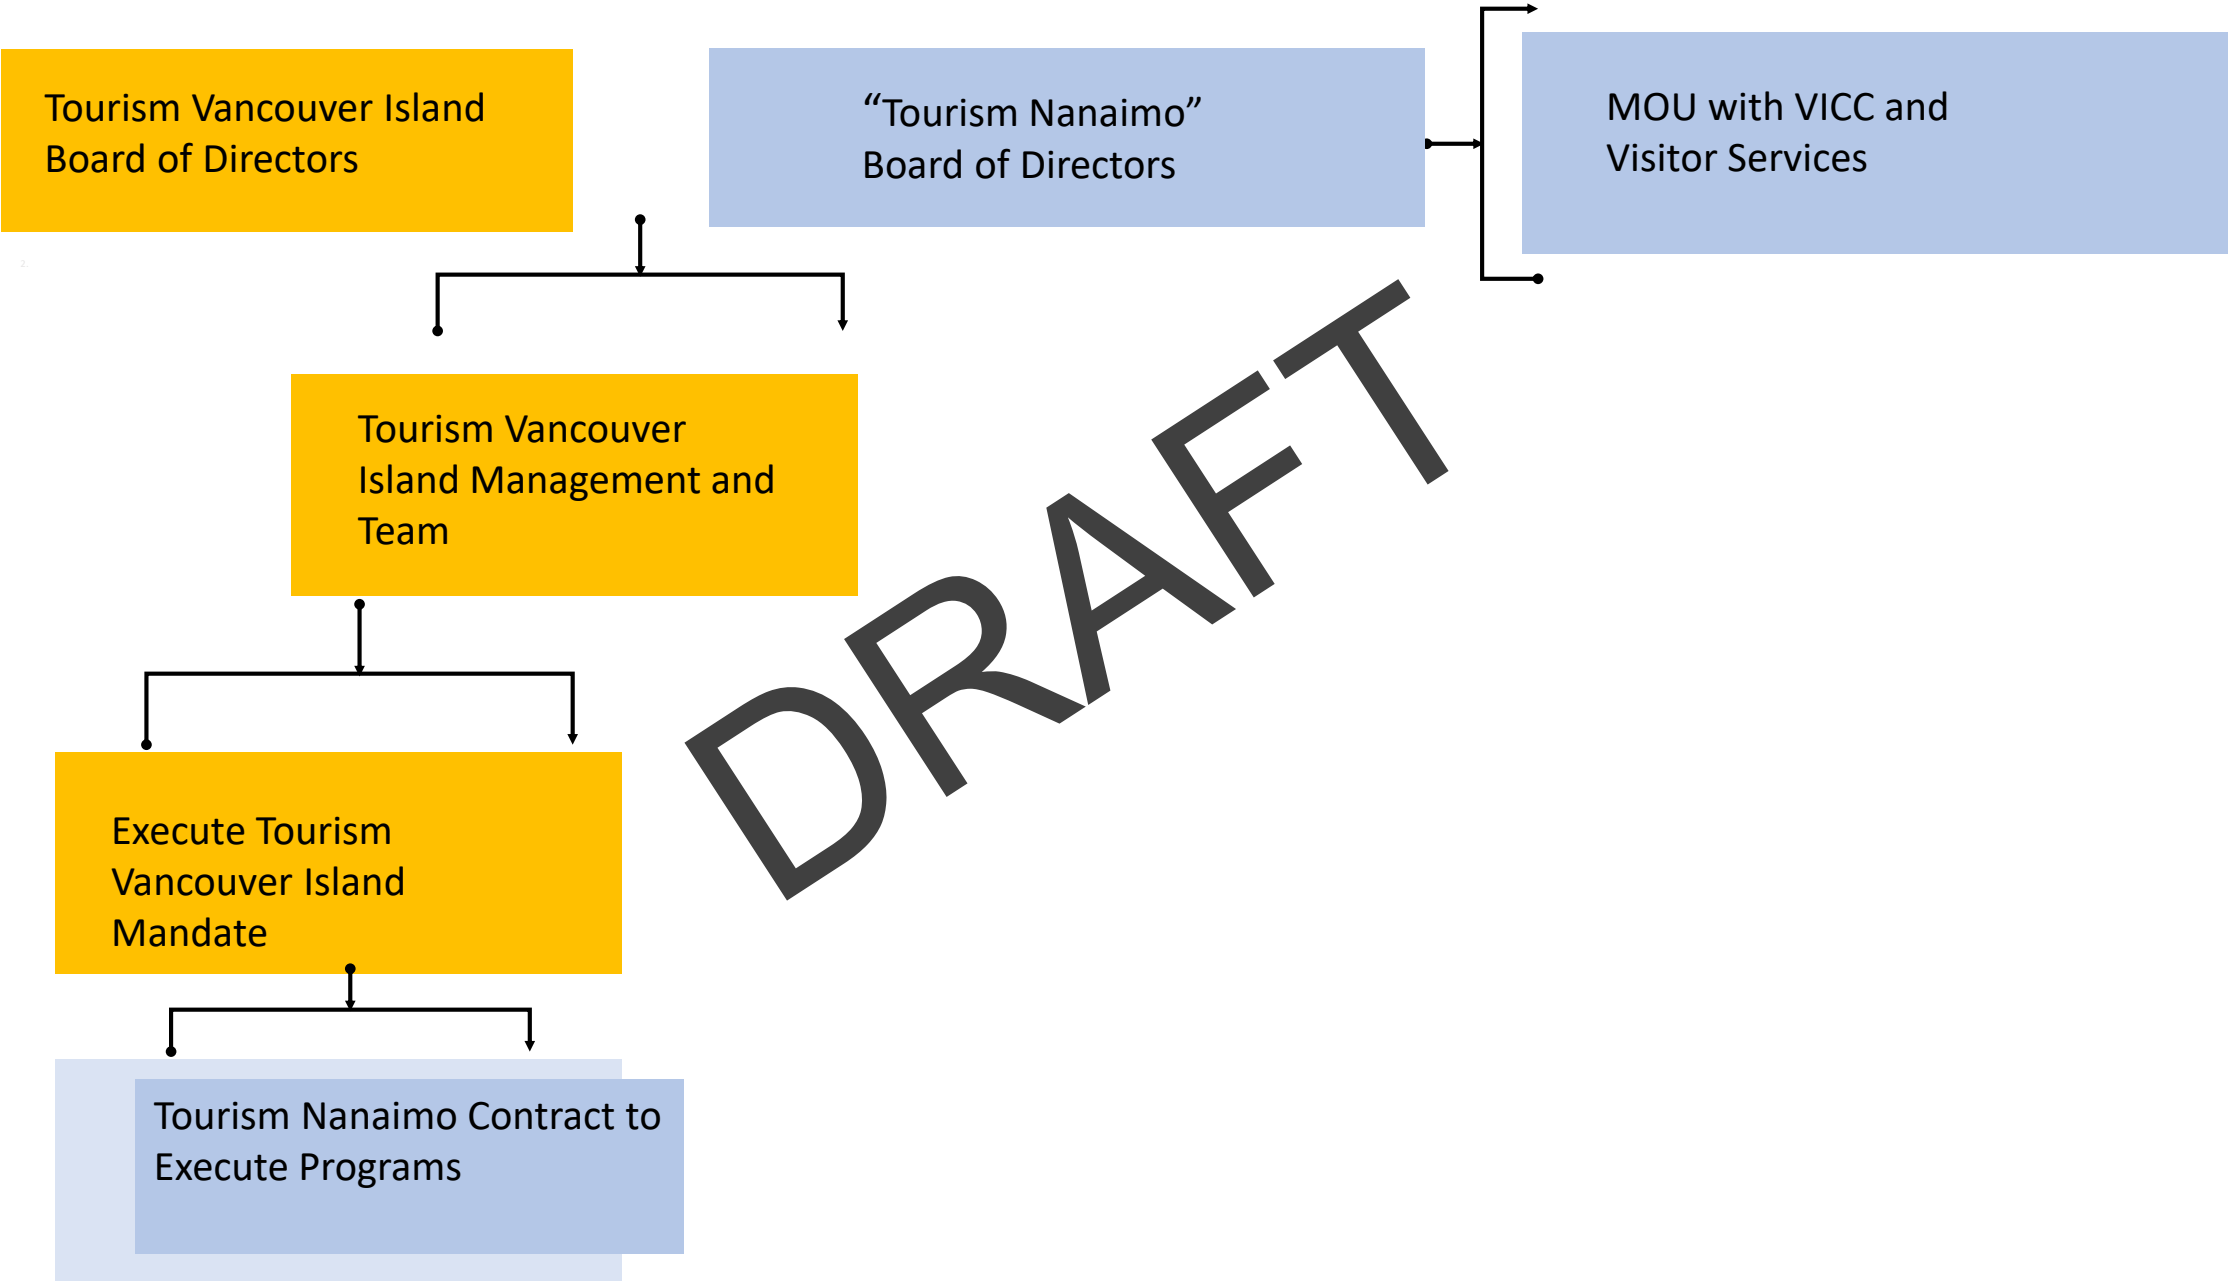 Tourism Vancouver Island
Board of Directors
“Tourism Nanaimo”
Board of Directors
MOU with VICC and
Visitor Services
2.
Tourism Vancouver
Island Management and
Team
DRAFT
Execute Tourism
Vancouver Island
Mandate
Tourism Nanaimo Contract to
Execute Programs